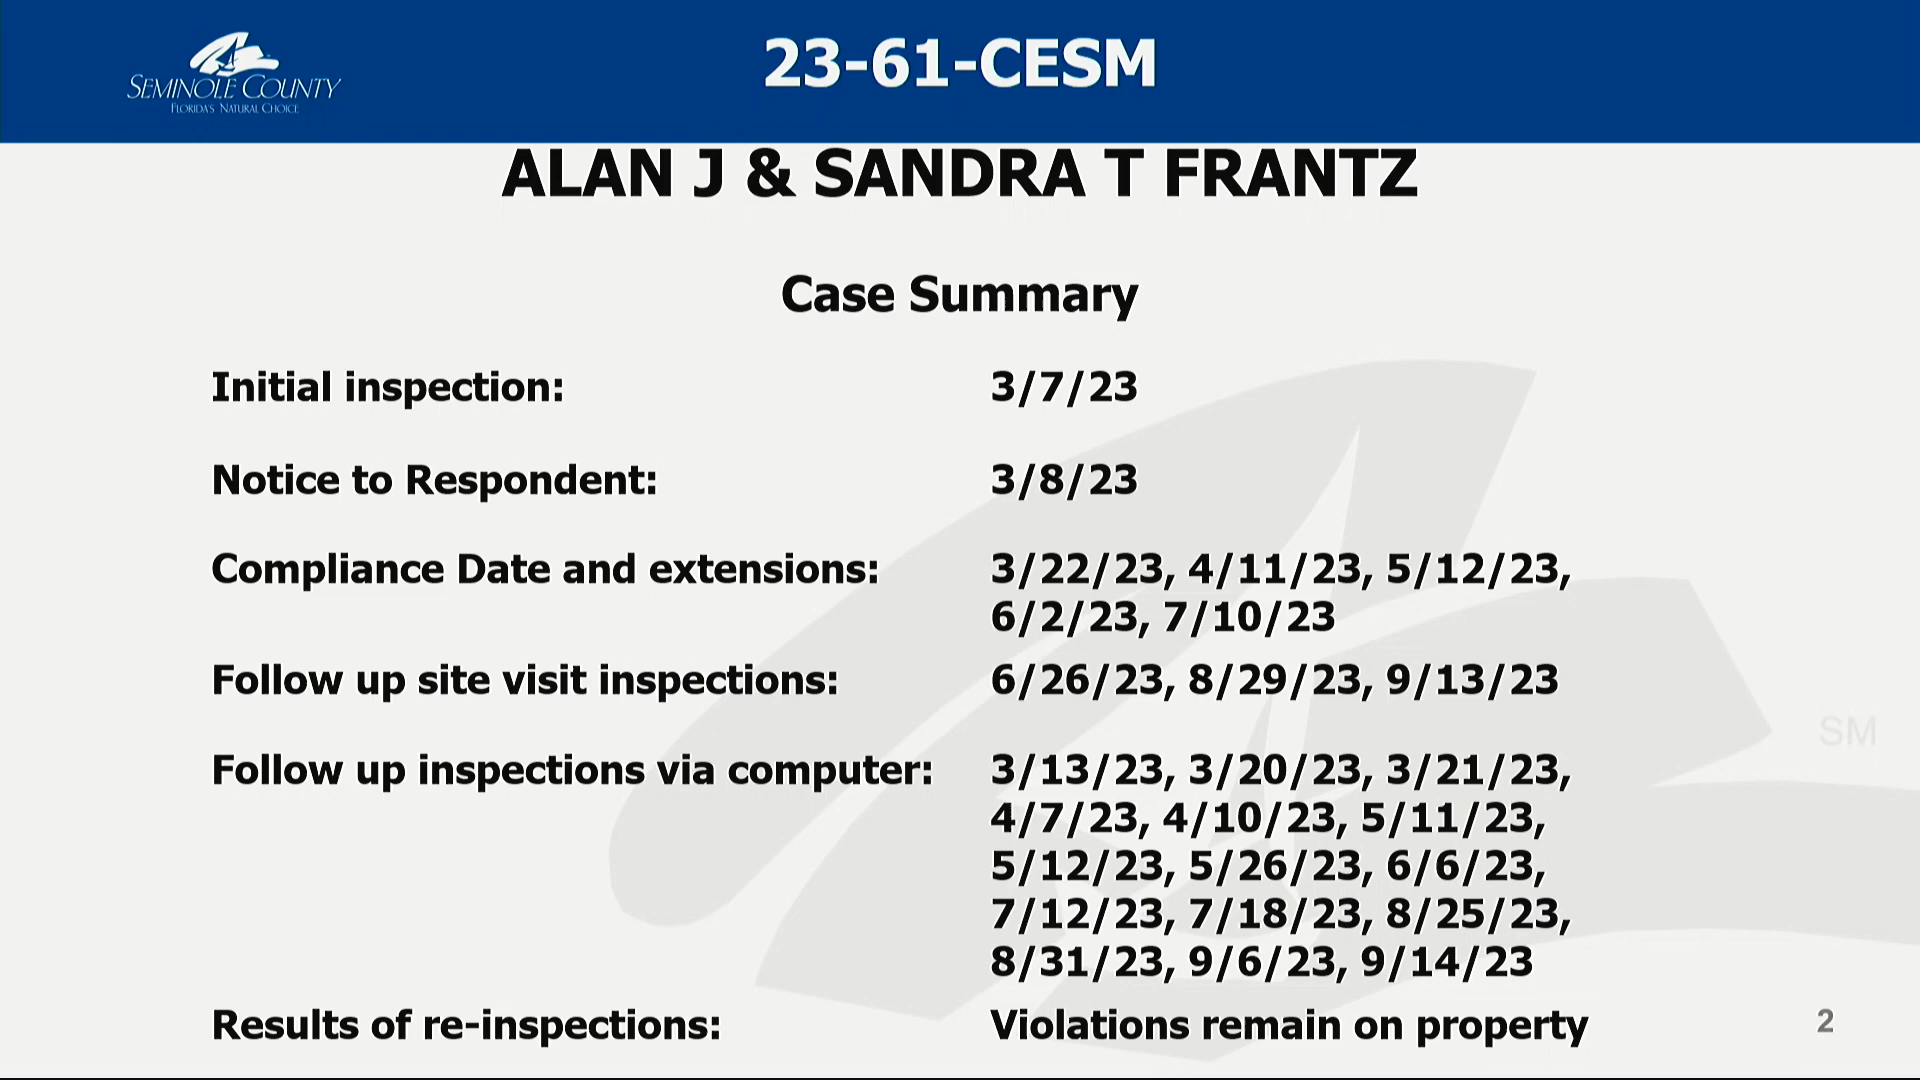 SEMINOLE COUNTY
FLORIDA'S NATURAL CHOICE
23-61-CESM
ALAN J & SANDRA T FRANTZ
Case Summary
Initial inspection: 3/7/23
Notice to Respondent: 3/8/23
Compliance Date and extensions: 3/22/23, 4/11/23, 5/12/23,
6/2/23, 7/10/23
Follow up site visit inspections: 6/26/23, 8/29/23, 9/13/23
SM
Follow up inspections via computer: 3/13/23, 3/20/23, 3/21/23,
4/7/23, 4/10/23, 5/11/23,
5/12/23, 5/26/23, 6/6/23,
7/12/23, 7/18/23, 8/25/23,
8/31/23, 9/6/23, 9/14/23
Results of re-inspections: Violations remain on property
2